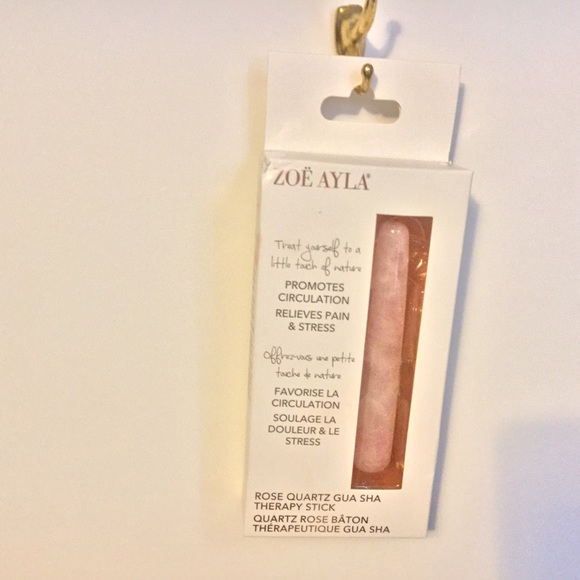 ZOË AYLA®
Treat yourself to a
little touch of nature
PROMOTES
CIRCULATION
RELIEVES PAIN
& STRESS
Offrez-vous une petite
touche de nature
FAVORISE LA
CIRCULATION
SOULAGE LA
DOULEUR & LE
STRESS
ROSE QUARTZ GUA SHA
THERAPY STICK
QUARTZ ROSE BÂTON
THÉRAPEUTIQUE GUA SHA